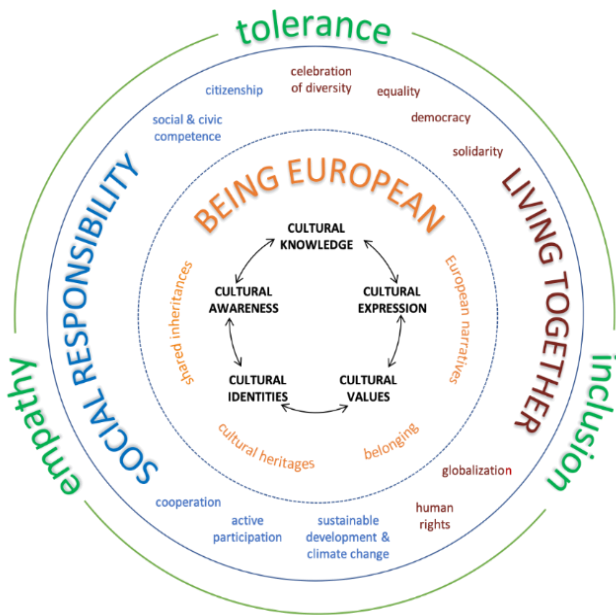 tolerance
celebration
of diversity
citizenship
equality
social & civic
competence
democracy
solidarity
SOCIAL RESPONSIBILITY
LIVING TOGETHER
BEING EUROPEAN
CULTURAL
KNOWLEDGE
CULTURAL
AWARENESS
CULTURAL
EXPRESSION
shared inheritances
European narratives
CULTURAL
IDENTITIES
CULTURAL
VALUES
cultural heritages
belonging
empathy
inclusion
globalization
cooperation
human
rights
active
participation
sustainable
development &
climate change